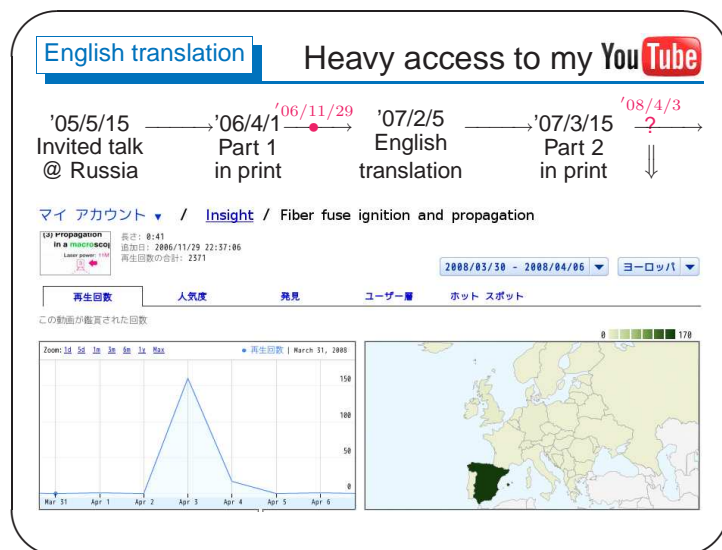 English translation
Heavy access to my You Tube
'06/11/29
'08/4/3
'05/5/15
'06/4/1
'07/2/5
'07/3/15
?
Invited talk
Part 1
English
Part 2
@ Russia
in print
translation
in print
マイ アカウント / Insight / Fiber fuse ignition and propagation
(3) Propagation
in a macroscop
Laser power: 11W
長さ: 0:41
追加日: 2006/11/29 22:37:06
再生回数の合計: 2371
2008/03/30 - 2008/04/06
ヨーロッパ
再生回数 人気度 発見 ユーザー層 ホット スポット
この動画が鑑賞された回数
0 170
Zoom: 1d 5d 1m 3m 6m 1y Max
再生回数 | March 31, 2008
150
100
50
0
Mar 31 Apr 1 Apr 2 Apr 3 Apr 4 Apr 5 Apr 6